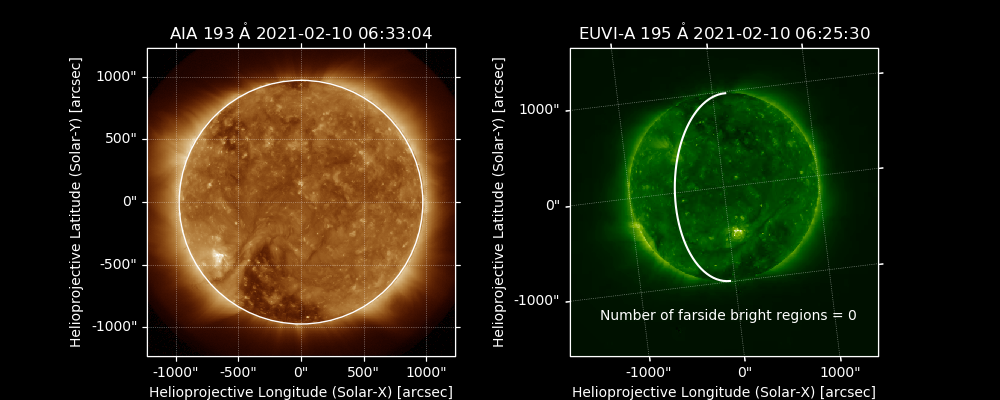 AIA 193 Å 2021-02-10 06:33:04
Helioprojective Latitude (Solar-Y) [arcsec]
1000"
500"
0"
-500"
-1000"
-1000"
-500"
0"
500"
1000"
Helioprojective Longitude (Solar-X) [arcsec]
EUVI-A 195 Å 2021-02-10 06:25:30
Helioprojective Latitude (Solar-Y) [arcsec]
1000"
0"
-1000"
Number of farside bright regions = 0
-1000"
0"
1000"
Helioprojective Longitude (Solar-X) [arcsec]